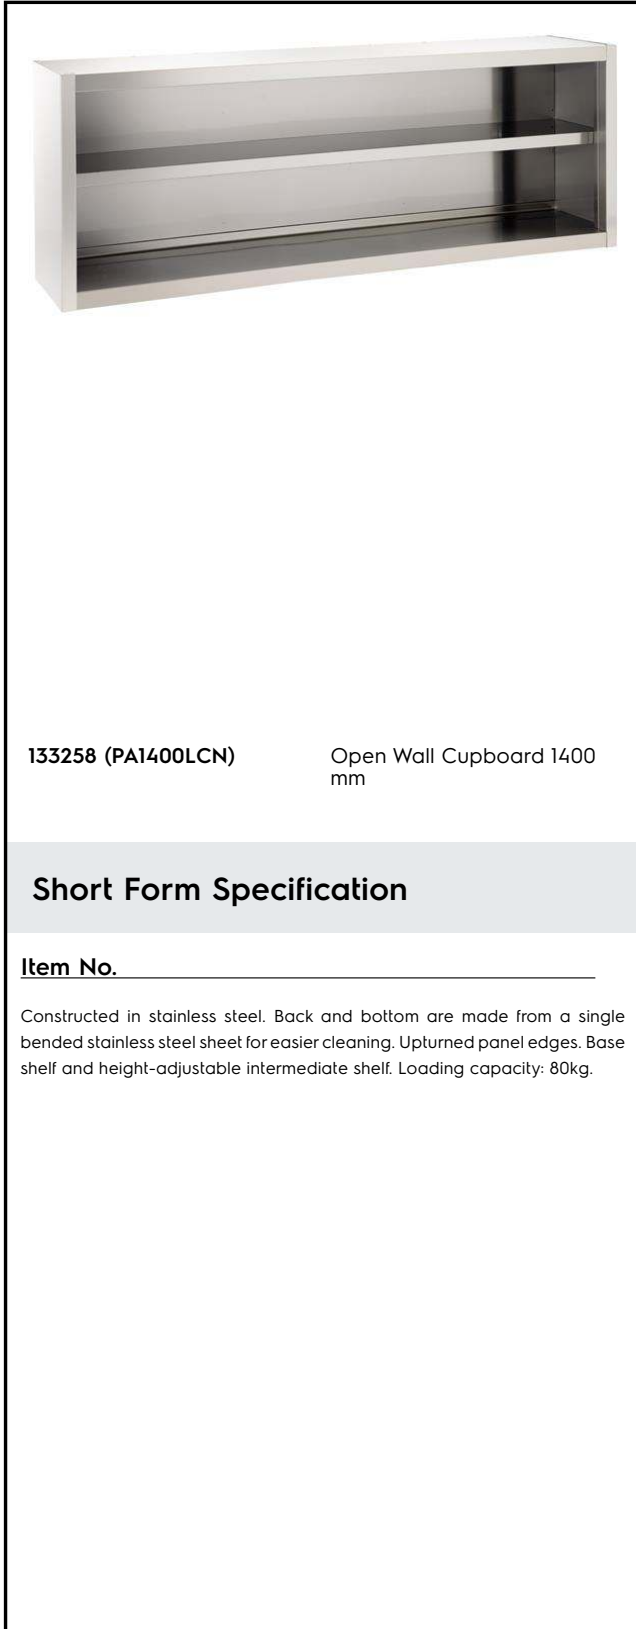 133258 (PA1400LCN)
Open Wall Cupboard 1400
mm
Short Form Specification
Item No.
Constructed in stainless steel. Back and bottom are made from a single
bended stainless steel sheet for easier cleaning. Upturned panel edges. Base
shelf and height-adjustable intermediate shelf. Loading capacity: 80kg.